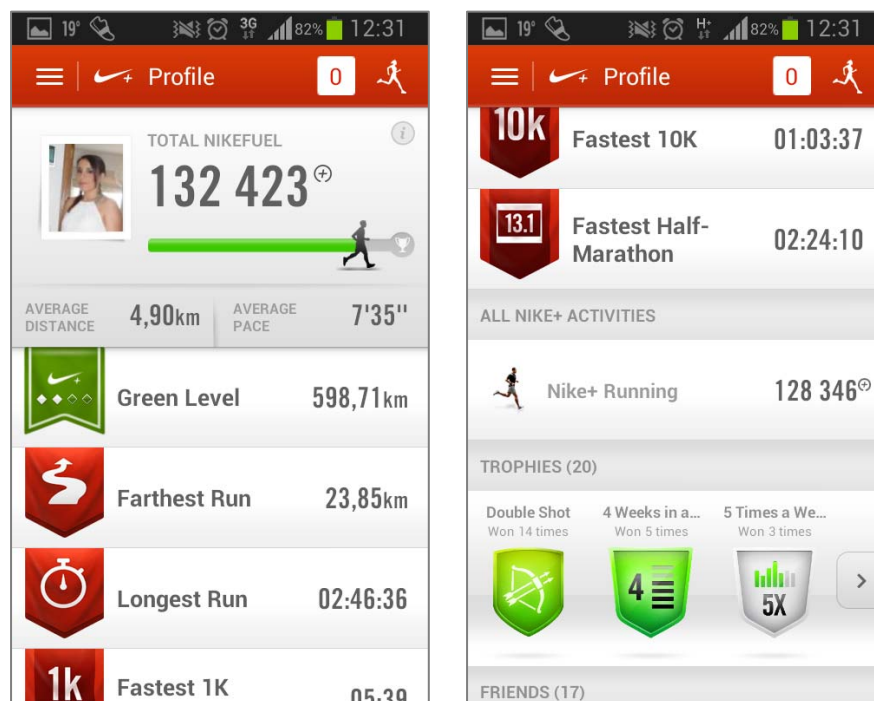 19° 3G 82% 12:31
Profile 0
TOTAL NIKEFUEL
132 423
AVERAGE DISTANCE 4,90km AVERAGE PACE 7'35''
Green Level 598,71km
Farthest Run 23,85km
Longest Run 02:46:36
1k Fastest 1K 05:39
19° H+ 82% 12:31
Profile 0
10k Fastest 10K 01:03:37
13.1 Fastest Half-
Marathon 02:24:10
ALL NIKE+ ACTIVITIES
Nike+ Running 128 346
TROPHIES (20)
Double Shot 4 Weeks in a... 5 Times a We...
Won 14 times Won 5 times Won 3 times
4 5X
FRIENDS (17)